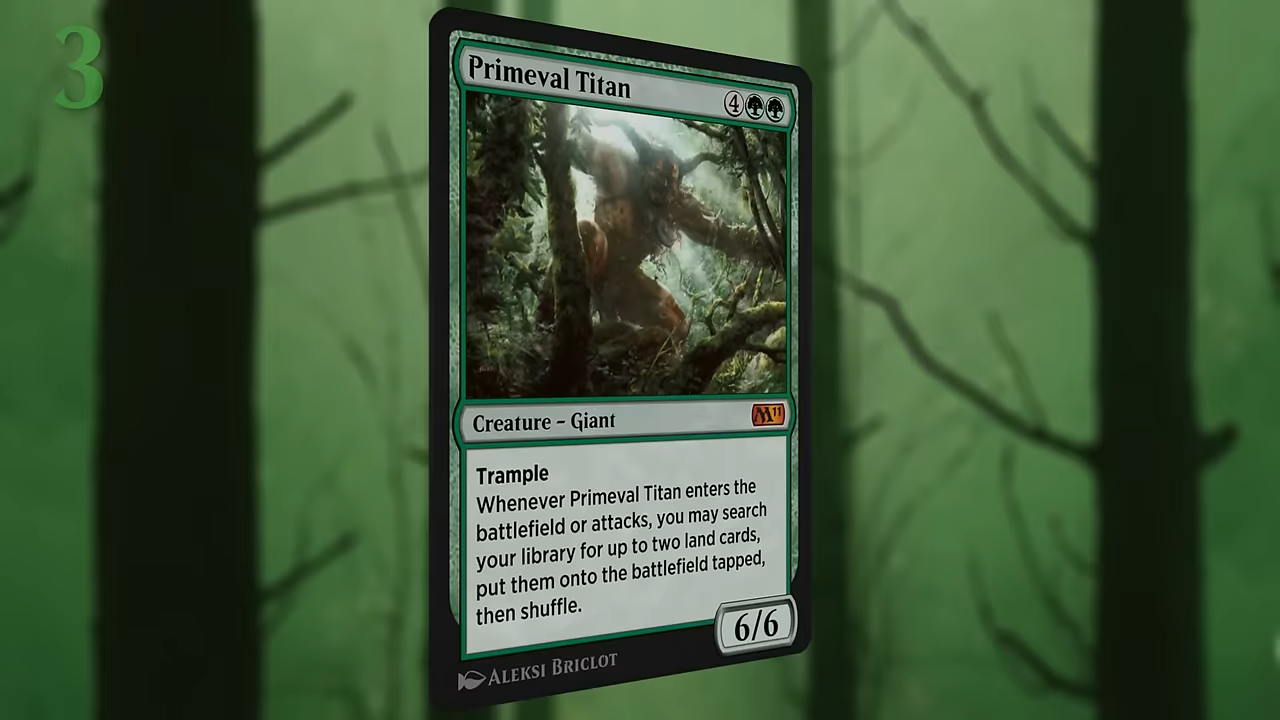 3
Primeval Titan
4
Creature – Giant
M11
Trample
Whenever Primeval Titan enters the
battlefield or attacks, you may search
your library for up to two land cards,
put them onto the battlefield tapped,
then shuffle.
6/6
ALEKSI BRICLOT